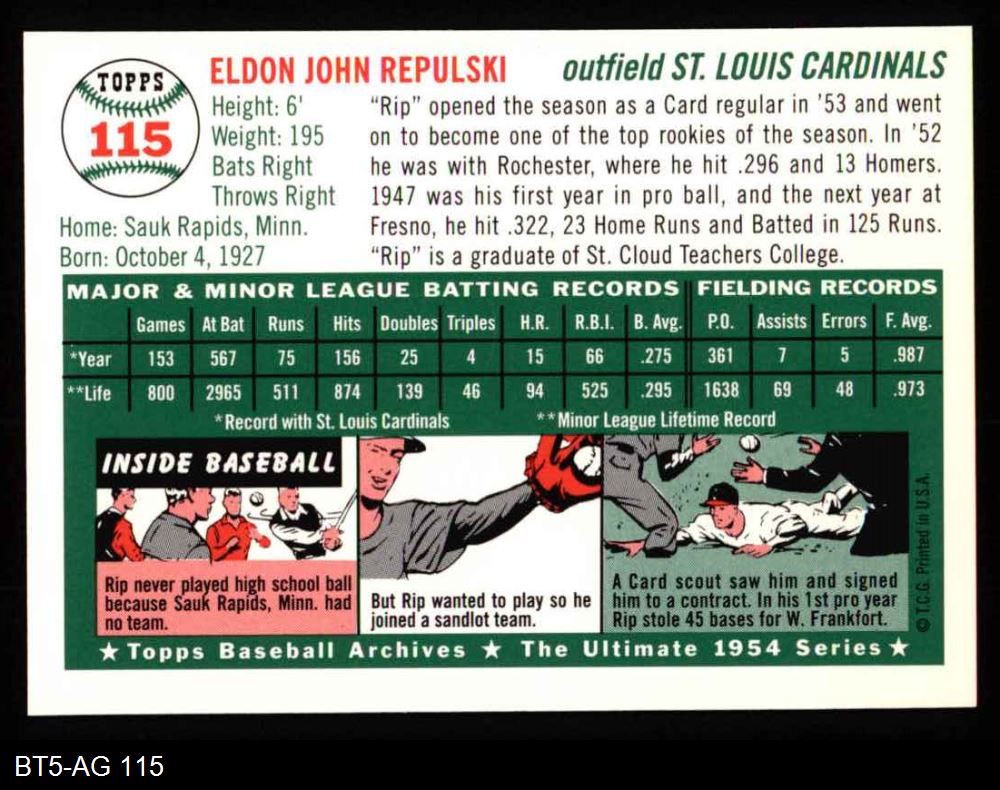 TOPPS
115
ELDON JOHN REPULSKI
outfield ST. LOUIS CARDINALS
Height: 6'
Weight: 195
Bats Right
Throws Right
Home: Sauk Rapids, Minn.
Born: October 4, 1927
"Rip" opened the season as a Card regular in '53 and went
on to become one of the top rookies of the season. In '52
he was with Rochester, where he hit .296 and 13 Homers.
1947 was his first year in pro ball, and the next year at
Fresno, he hit .322, 23 Home Runs and Batted in 125 Runs.
"Rip" is a graduate of St. Cloud Teachers College.
MAJOR & MINOR LEAGUE BATTING RECORDS FIELDING RECORDS
Games At Bat Runs Hits Doubles Triples H.R. R.B.I. B. Avg. P.O. Assists Errors F. Avg.
*Year 153 567 75 156 25 4 15 66 .275 361 7 5 .987
**Life 800 2965 511 874 139 46 94 525 .295 1638 69 48 .973
*Record with St. Louis Cardinals **Minor League Lifetime Record
INSIDE BASEBALL
Rip never played high school ball
because Sauk Rapids, Minn. had
no team.
But Rip wanted to play so he
joined a sandlot team.
A Card scout saw him and signed
him to a contract. In his 1st pro year
Rip stole 45 bases for W. Frankfort.
© T.C.G. Printed in U.S.A.
★ Topps Baseball Archives ★ The Ultimate 1954 Series ★
BT5-AG 115